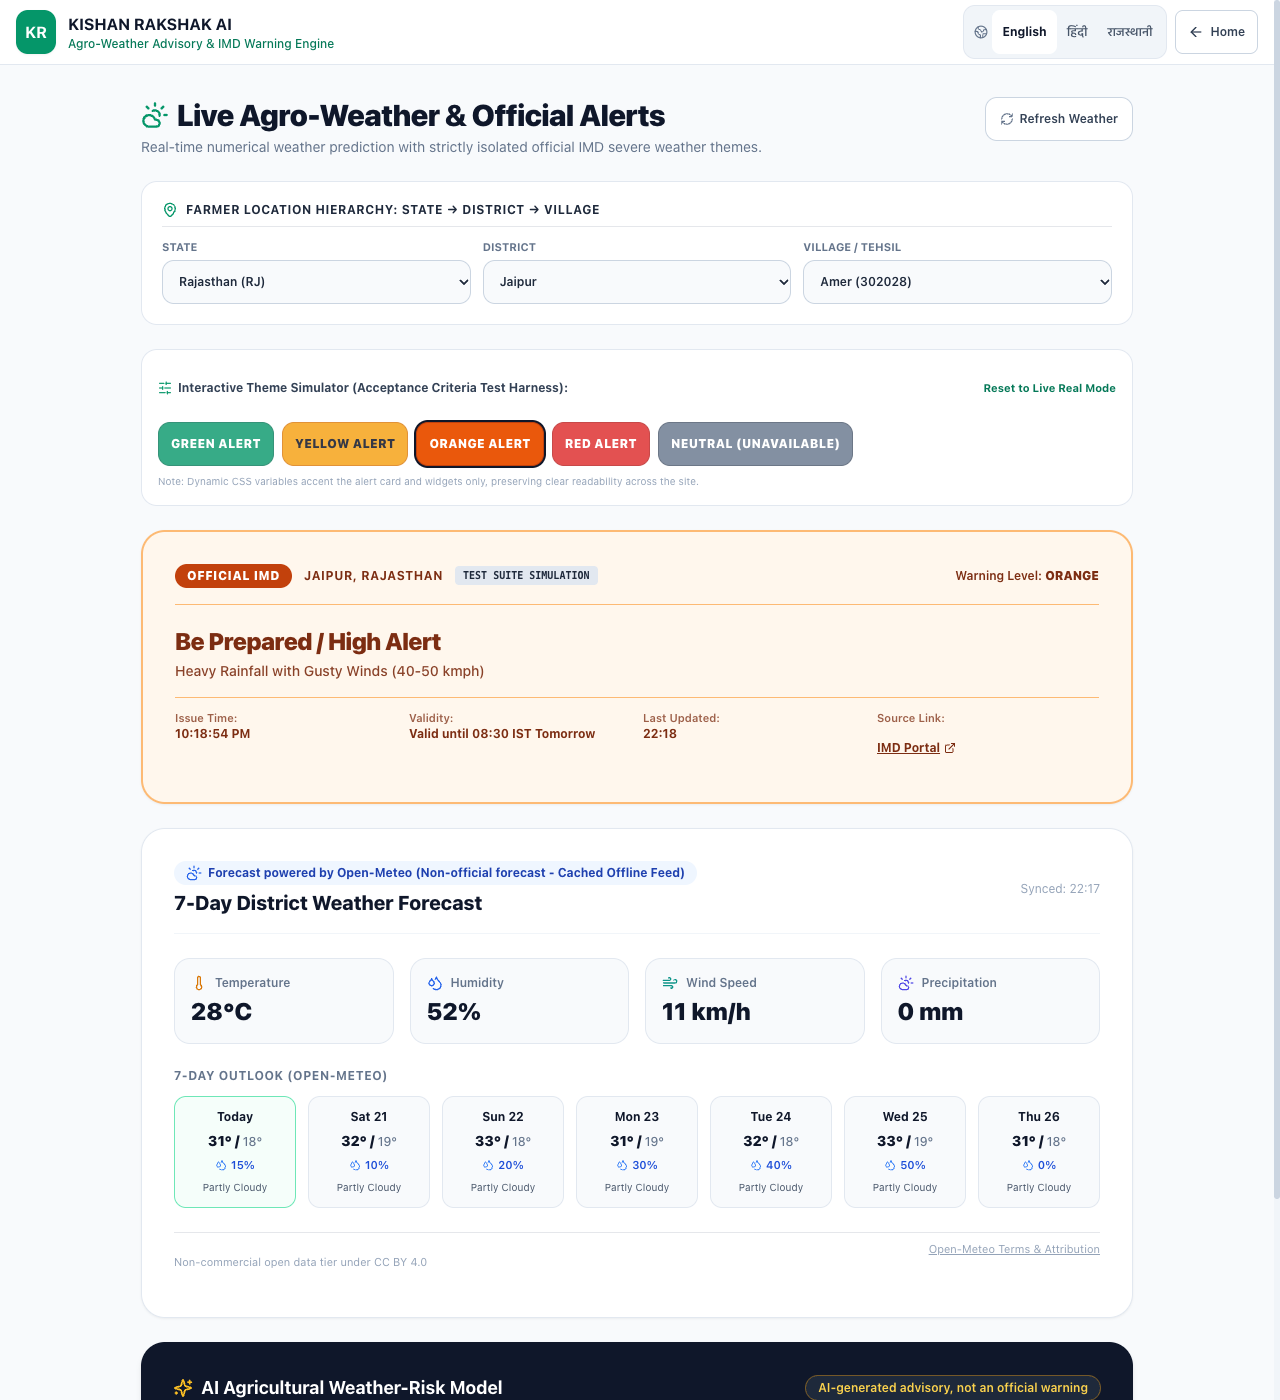 KR
KISHAN RAKSHAK AI
Agro-Weather Advisory & IMD Warning Engine
English
हिंदी
राजस्थानी
Home
Live Agro-Weather & Official Alerts
Real-time numerical weather prediction with strictly isolated official IMD severe weather themes.
Refresh Weather
FARMER LOCATION HIERARCHY: STATE → DISTRICT → VILLAGE
STATE
DISTRICT
VILLAGE / TEHSIL
Rajasthan (RJ)
Jaipur
Amer (302028)
Interactive Theme Simulator (Acceptance Criteria Test Harness):
Reset to Live Real Mode
GREEN ALERT
YELLOW ALERT
ORANGE ALERT
RED ALERT
NEUTRAL (UNAVAILABLE)
Note: Dynamic CSS variables accent the alert card and widgets only, preserving clear readability across the site.
OFFICIAL IMD
JAIPUR, RAJASTHAN
TEST SUITE SIMULATION
Warning Level: ORANGE
Be Prepared / High Alert
Heavy Rainfall with Gusty Winds (40-50 kmph)
Issue Time:
10:18:54 PM
Validity:
Valid until 08:30 IST Tomorrow
Last Updated:
22:18
Source Link:
IMD Portal
Forecast powered by Open-Meteo (Non-official forecast - Cached Offline Feed)
7-Day District Weather Forecast
Synced: 22:17
Temperature
28°C
Humidity
52%
Wind Speed
11 km/h
Precipitation
0 mm
7-DAY OUTLOOK (OPEN-METEO)
Today
31° / 18°
15%
Partly Cloudy
Sat 21
32° / 19°
10%
Partly Cloudy
Sun 22
33° / 18°
20%
Partly Cloudy
Mon 23
31° / 19°
30%
Partly Cloudy
Tue 24
32° / 18°
40%
Partly Cloudy
Wed 25
33° / 19°
50%
Partly Cloudy
Thu 26
31° / 18°
0%
Partly Cloudy
Non-commercial open data tier under CC BY 4.0
Open-Meteo Terms & Attribution
AI Agricultural Weather-Risk Model
AI-generated advisory, not an official warning